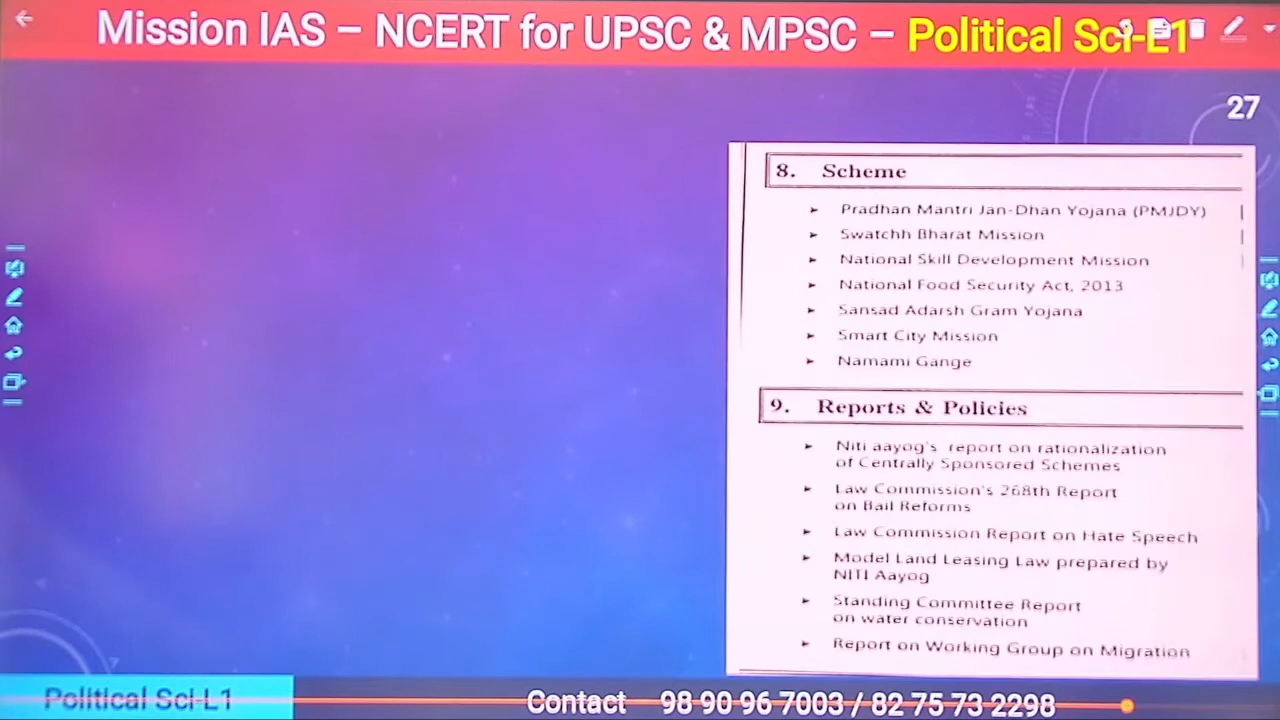 Mission IAS – NCERT for UPSC & MPSC – Political Sci-L1
27
8. Scheme
➤ Pradhan Mantri Jan-Dhan Yojana (PMJDY)
➤ Swatchh Bharat Mission
➤ National Skill Development Mission
➤ National Food Security Act, 2013
➤ Sansad Adarsh Gram Yojana
➤ Smart City Mission
➤ Namami Gange
9. Reports & Policies
➤ Niti aayog's report on rationalization
of Centrally Sponsored Schemes
➤ Law Commission's 268th Report
on Bail Reforms
➤ Law Commission Report on Hate Speech
➤ Model Land Leasing Law prepared by
NITI Aayog
➤ Standing Committee Report
on water conservation
➤ Report on Working Group on Migration
Political Sci-L1
Contact 98 90 96 7003 / 82 75 73 2298